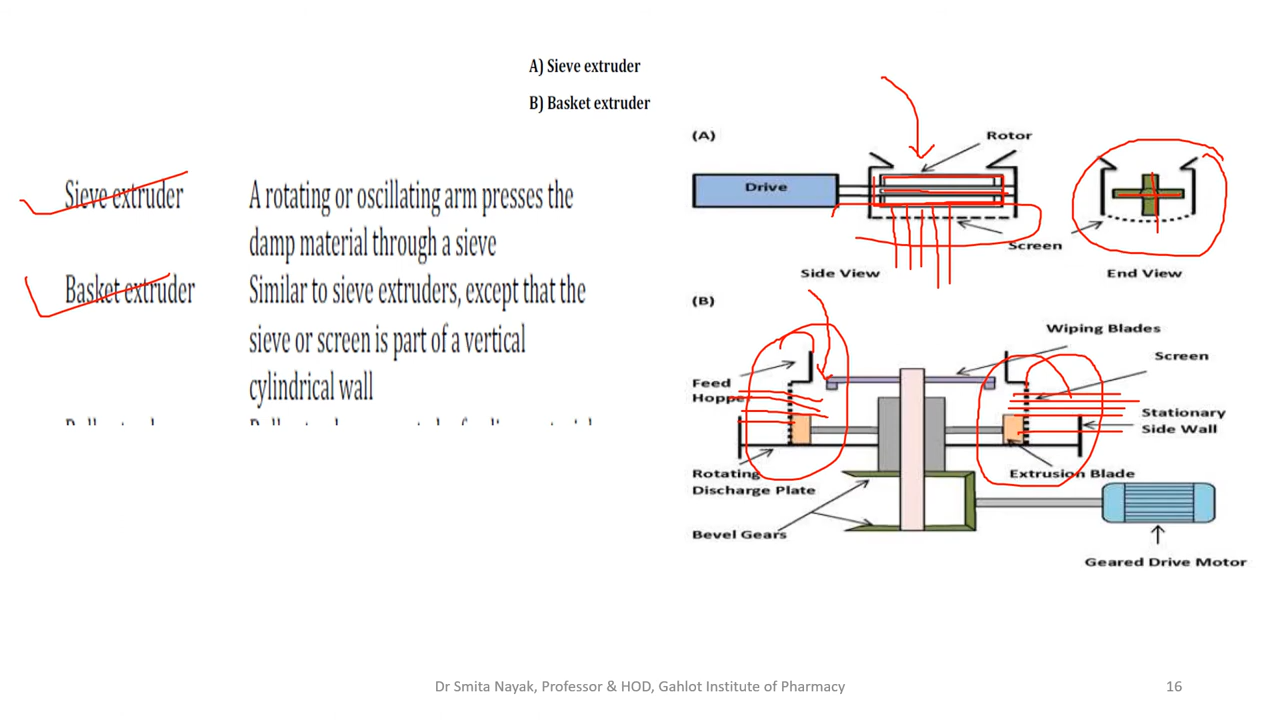 A) Sieve extruder
B) Basket extruder
Sieve extruder
A rotating or oscillating arm presses the
damp material through a sieve
Basket extruder
Similar to sieve extruders, except that the
sieve or screen is part of a vertical
cylindrical wall
(A)
Rotor
Drive
Screen
Side View
End View
(B)
Wiping Blades
Screen
Feed
Hopper
Stationary
Side Wall
Rotating
Discharge Plate
Extrusion Blade
Bevel Gears
Geared Drive Motor
Dr Smita Nayak, Professor & HOD, Gahlot Institute of Pharmacy
16